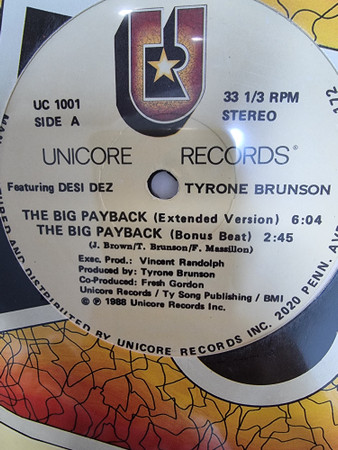 UR
UC 1001
SIDE A
33 1/3 RPM
STEREO
UNICORE RECORDS®
Featuring DESI DEZ TYRONE BRUNSON
THE BIG PAYBACK (Extended Version) 6:04
THE BIG PAYBACK (Bonus Beat) 2:45
(J. Brown/T. Brunson/F. Massillon)
Exec. Prod.: Vincent Randolph
Produced by: Tyrone Brunson
Co-Produced: Fresh Gordon
Unicore Records / Ty Song Publishing / BMI
© ℗ 1988 Unicore Records Inc.
AND DISTRIBUTED BY UNICORE RECORDS INC. 2020 PENN. AVE
172